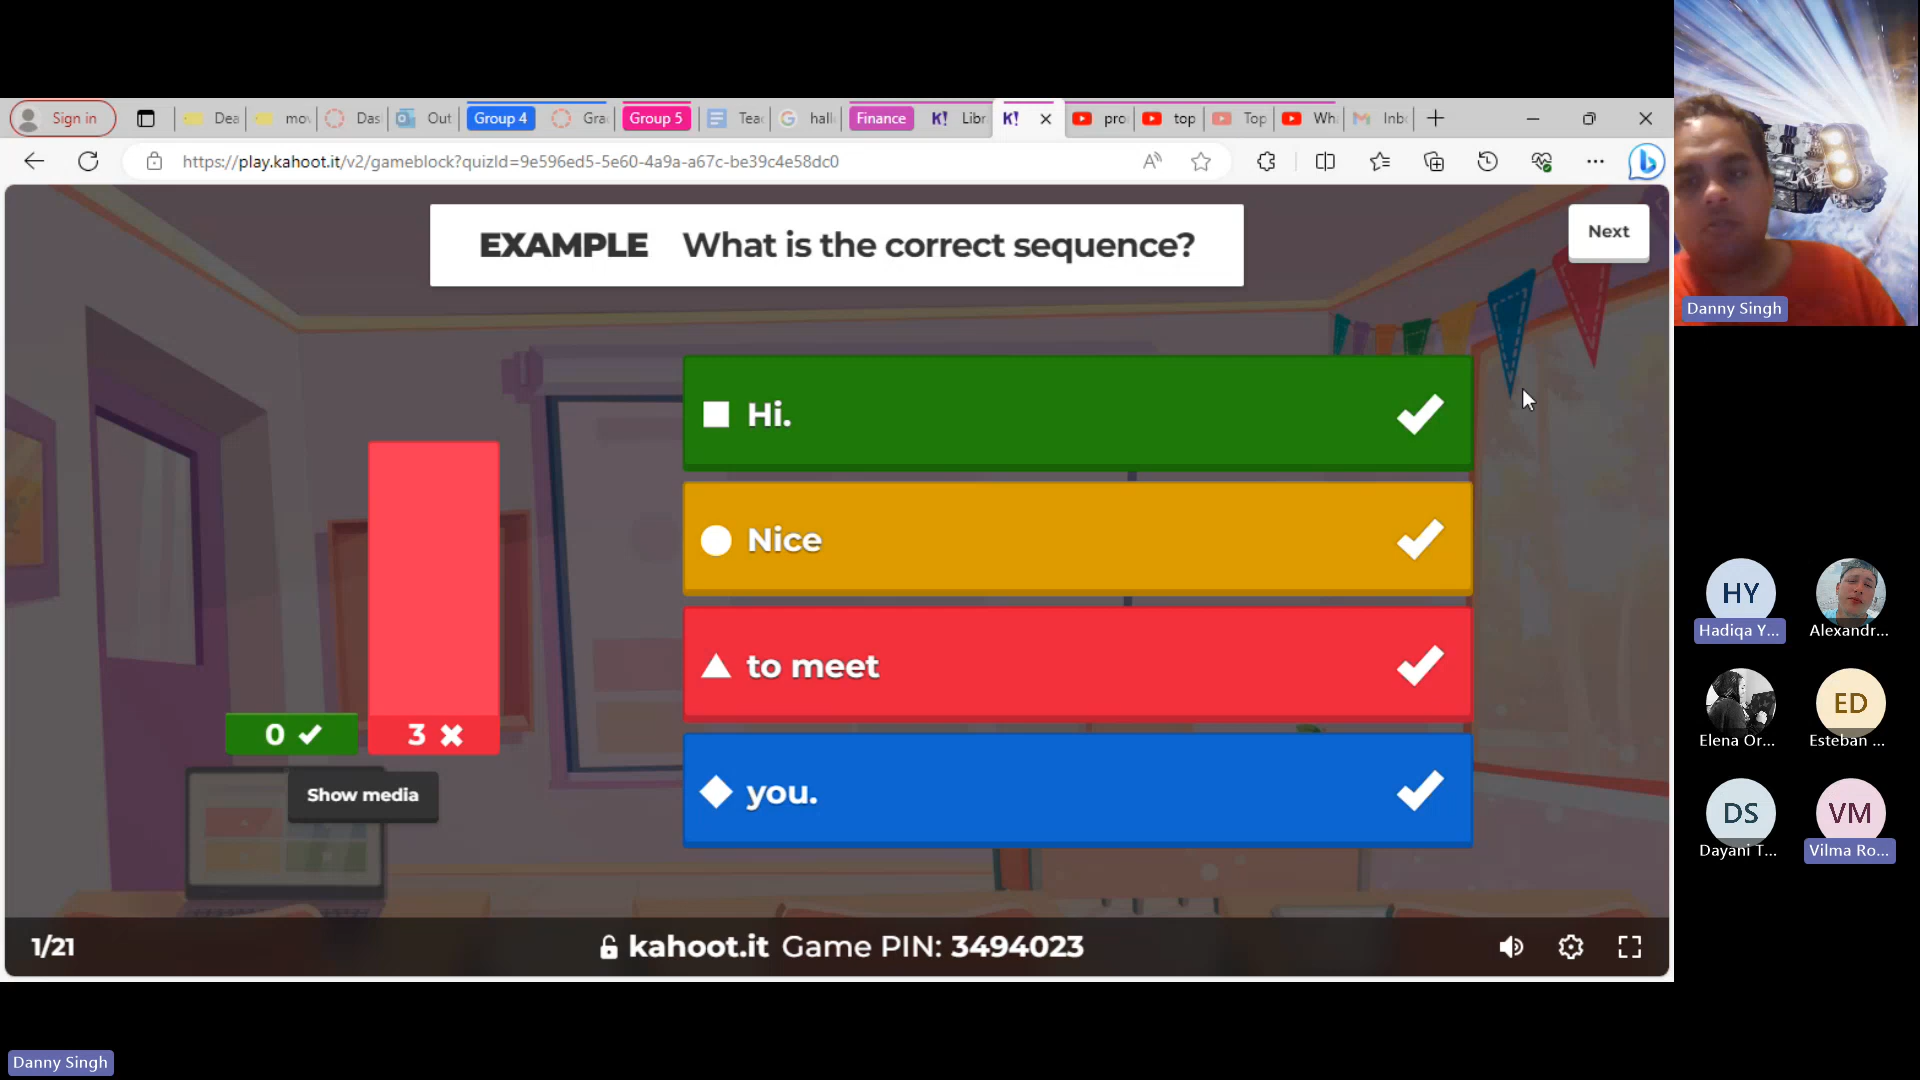 Sign in
Dea
mov
Das
Out
Group 4
Gra
Group 5
Teac
hall
Finance
K! Libr
K!
pro
top
Top
Wh
Inb
https://play.kahoot.it/v2/gameblock?quizId=9e596ed5-5e60-4a9a-a67c-be39c4e58dc0
EXAMPLE What is the correct sequence?
Next
Danny Singh
Hi.
Nice
to meet
you.
0
3
Show media
HY
Hadiqa Y...
Alexandr...
Elena Or...
ED
Esteban ...
DS
Dayani T...
VM
Vilma Ro...
1/21
kahoot.it Game PIN: 3494023
Danny Singh